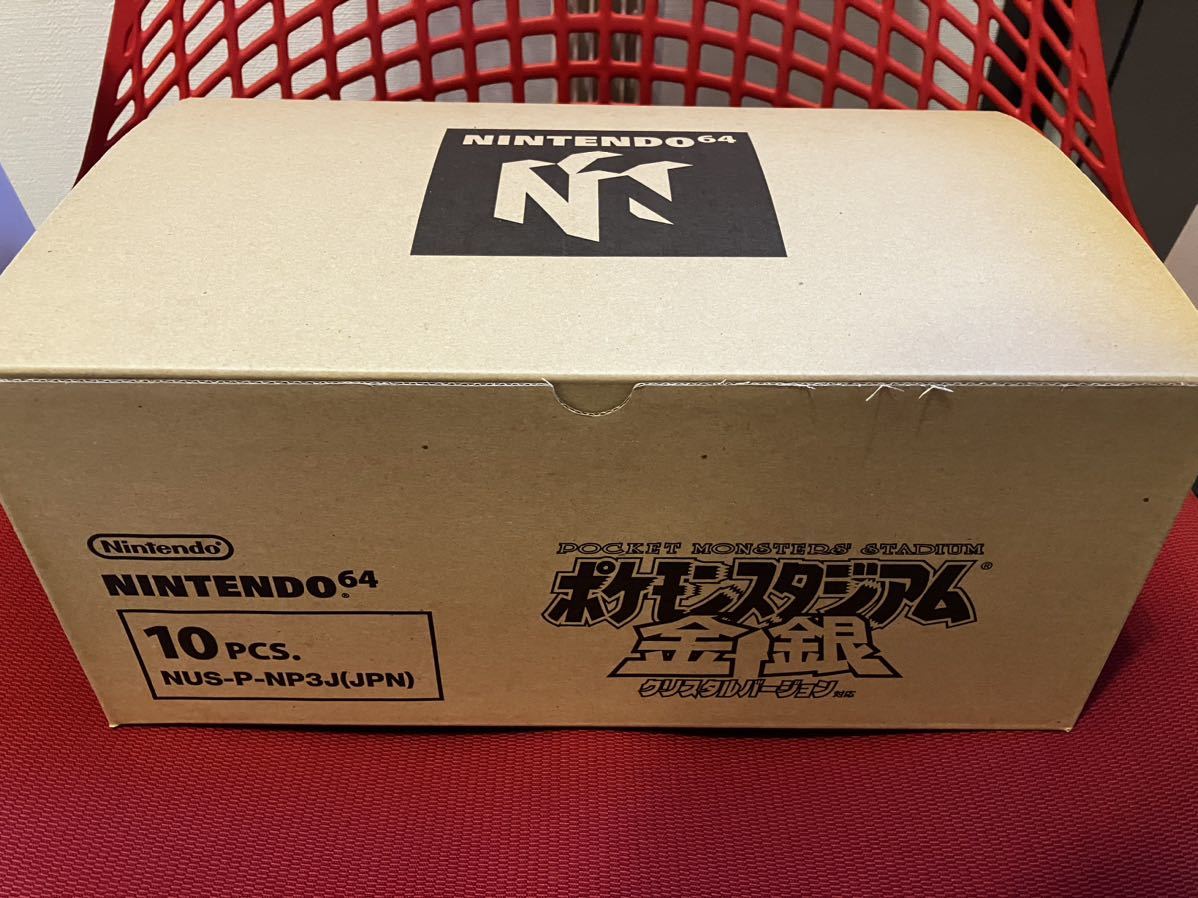 NINTENDO64
Nintendo®
NINTENDO64®
10 PCS.
NUS-P-NP3J(JPN)
POCKET MONSTERS' STADIUM
ポケモンスタジアム®
金銀
クリスタルバージョン対応